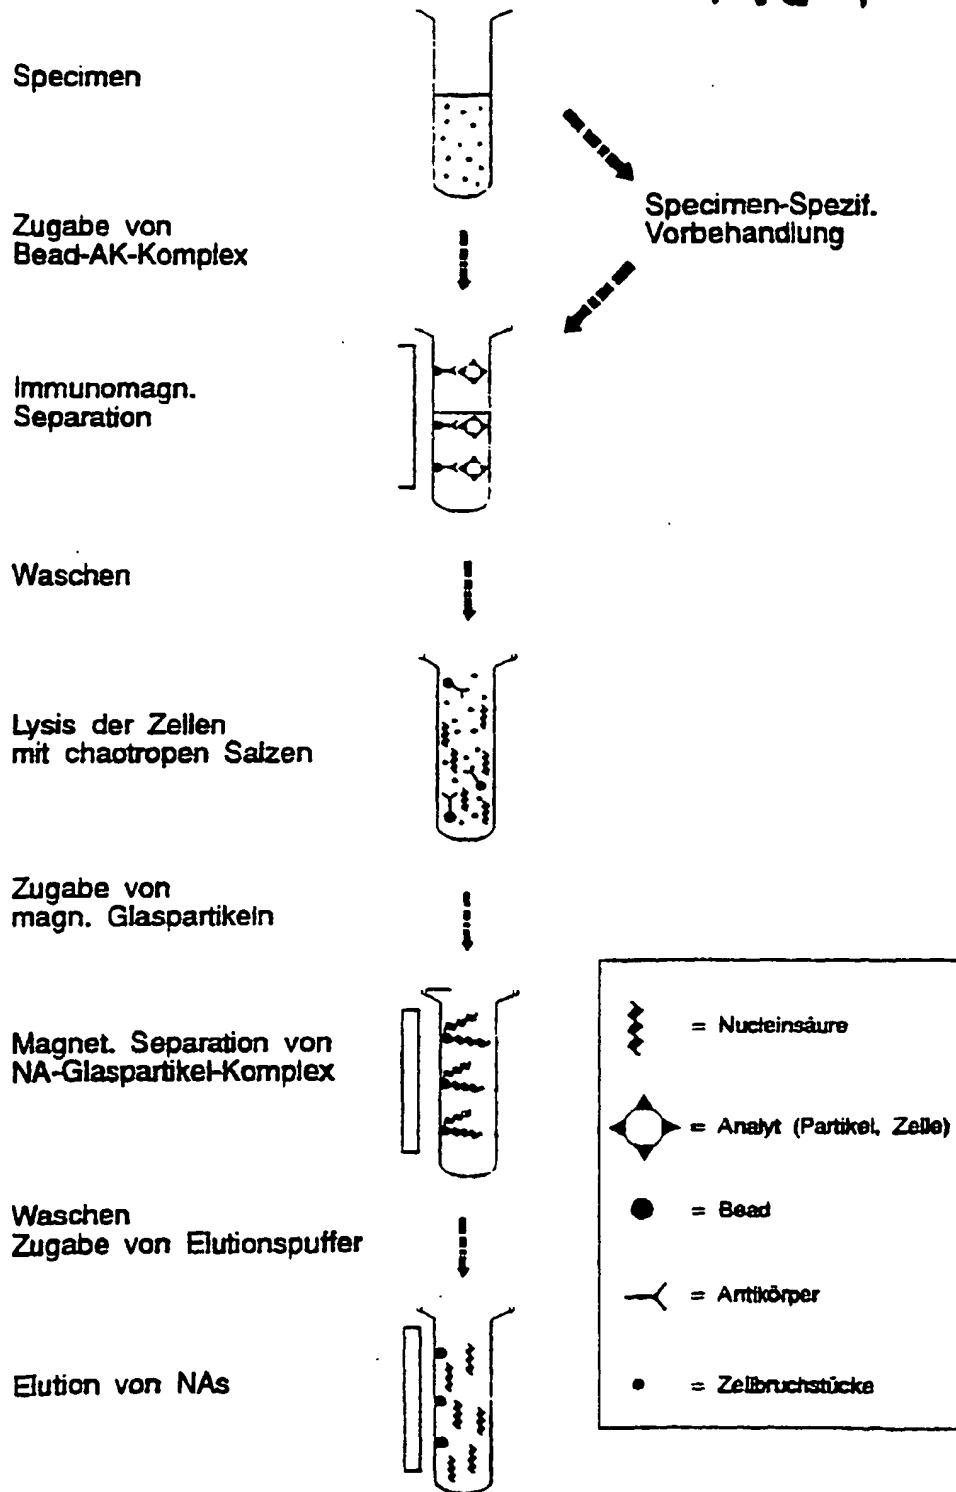 Specimen
Zugabe von
Bead-AK-Komplex
Specimen-Spezif.
Vorbehandlung
Immunomagn.
Separation
Waschen
Lysis der Zellen
mit chaotropen Salzen
Zugabe von
magn. Glaspartikeln
Magnet. Separation von
NA-Glaspartikel-Komplex
Waschen
Zugabe von Elutionspuffer
Elution von NAs
= Nucleinsäure
= Analyt (Partikel, Zelle)
= Bead
= Antikörper
= Zellbruchstücke